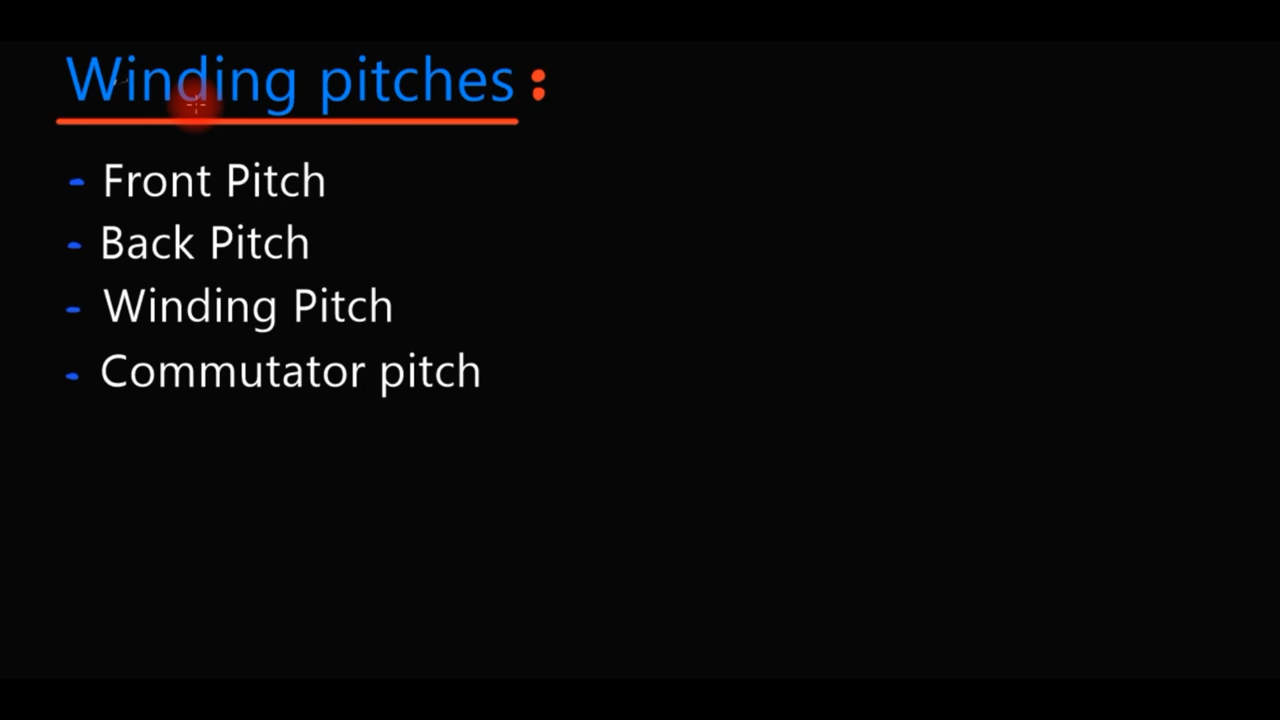 Winding pitches :
- Front Pitch
- Back Pitch
- Winding Pitch
- Commutator pitch